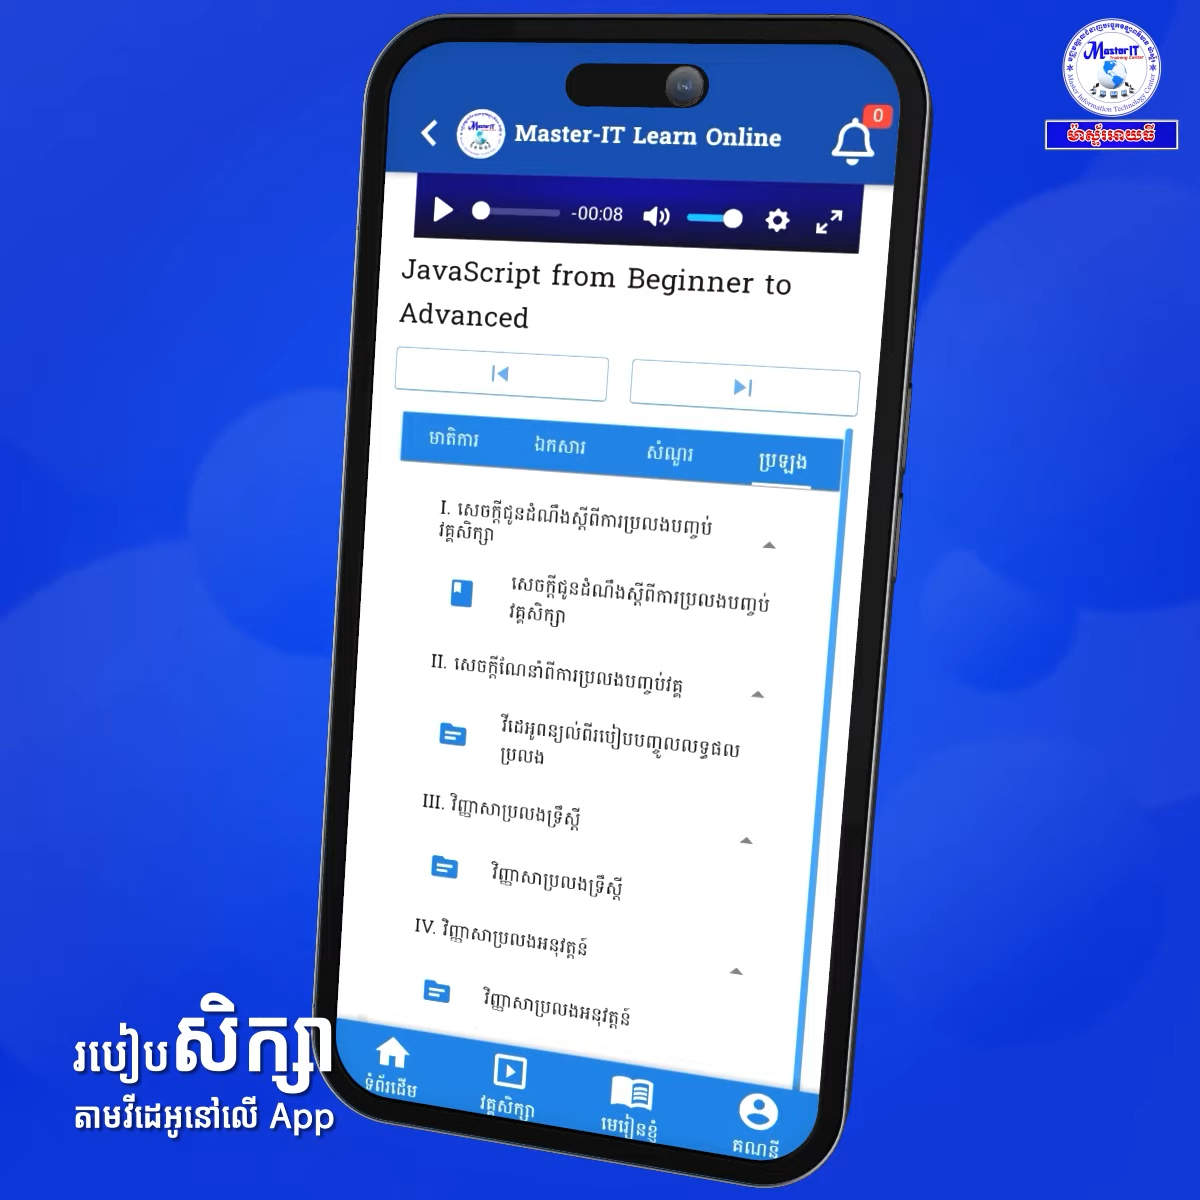 Master IT
Training Center
Master Information Technology Center
ម៉ាស្ទ័រអាយធី
Master-IT Learn Online
0
-00:08
JavaScript from Beginner to
Advanced
មាតិការ
ឯកសារ
សំណួរ
ប្រឡង
I. សេចក្តីជូនដំណឹងស្តីពីការប្រលងបញ្ចប់
វគ្គសិក្សា
សេចក្តីជូនដំណឹងស្តីពីការប្រលងបញ្ចប់
វគ្គសិក្សា
II. សេចក្តីណែនាំពីការប្រលងបញ្ចប់វគ្គ
វីដេអូពន្យល់ពីរបៀបបញ្ចូលលទ្ធផល
ប្រលង
III. វិញ្ញាសាប្រលងទ្រឹស្តី
វិញ្ញាសាប្រលងទ្រឹស្តី
IV. វិញ្ញាសាប្រលងអនុវត្តន៍
វិញ្ញាសាប្រលងអនុវត្តន៍
ទំព័រដើម
វគ្គសិក្សា
មេរៀនខ្ញុំ
គណនី
របៀបសិក្សា
តាមវីដេអូនៅលើ App